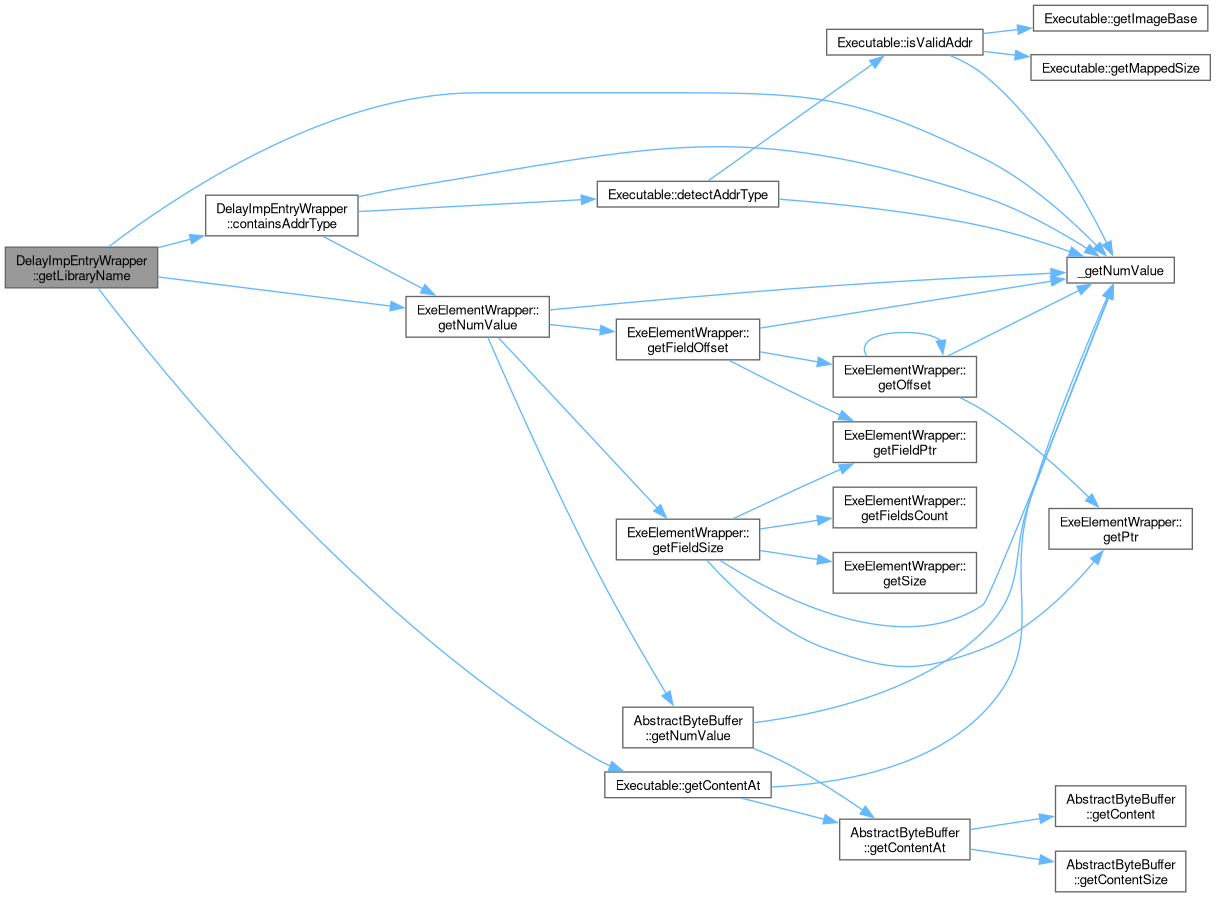 Executable::getImageBase
Executable::isValidAddr
Executable::getMappedSize
Executable::detectAddrType
DelayImpEntryWrapper
::containsAddrType
DelayImpEntryWrapper
::getLibraryName
_getNumValue
ExeElementWrapper::
getNumValue
ExeElementWrapper::
getFieldOffset
ExeElementWrapper::
getOffset
ExeElementWrapper::
getFieldPtr
ExeElementWrapper::
getFieldsCount
ExeElementWrapper::
getPtr
ExeElementWrapper::
getFieldSize
ExeElementWrapper::
getSize
AbstractByteBuffer
::getNumValue
Executable::getContentAt
AbstractByteBuffer
::getContent
AbstractByteBuffer
::getContentAt
AbstractByteBuffer
::getContentSize